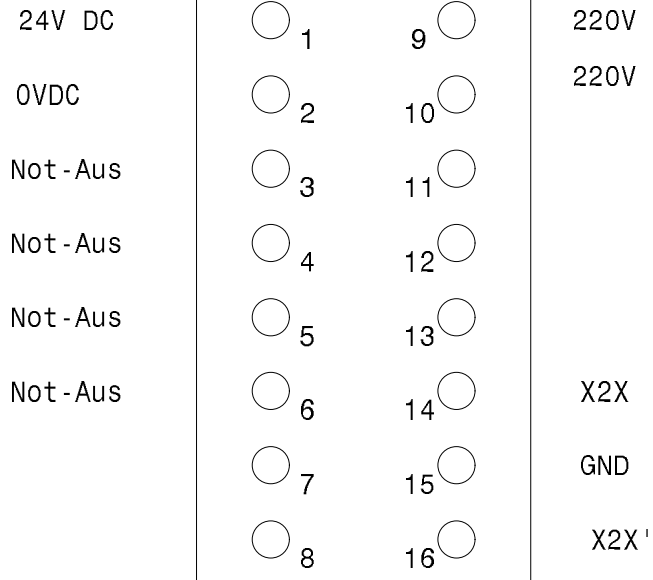 24V DC 1 9 220V
0VDC 2 10 220V
Not-Aus 3 11
Not-Aus 4 12
Not-Aus 5 13
Not-Aus 6 14 X2X
7 15 GND
8 16 X2X'